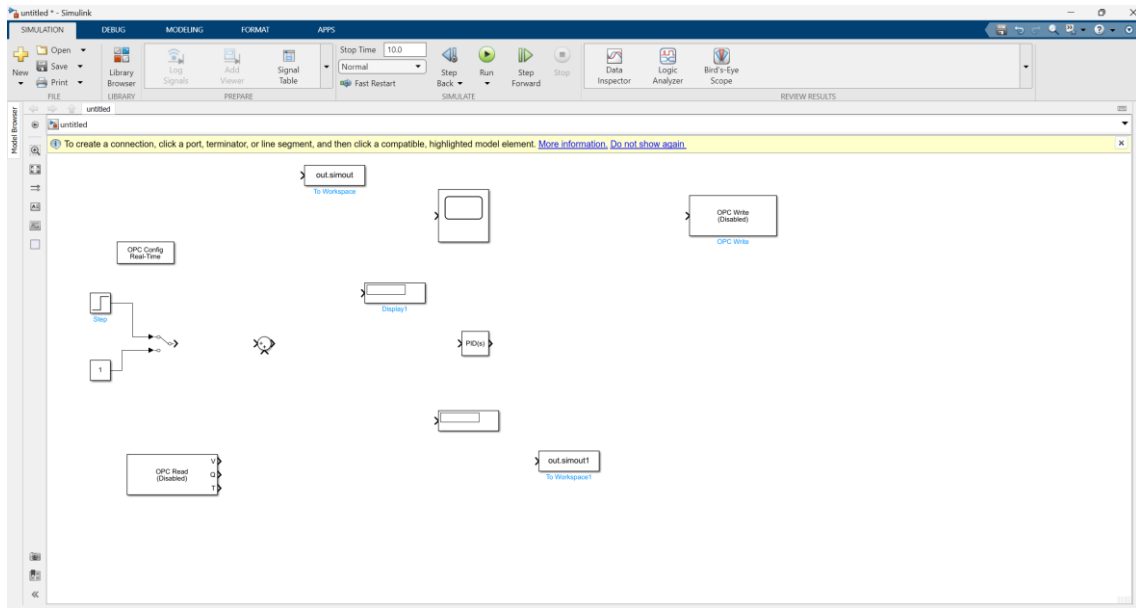 untitled * - Simulink
SIMULATION DEBUG MODELING FORMAT APPS
New
Open
Save
Print
FILE
Library Browser
LIBRARY
Log Signals
Add Viewer
Signal Table
PREPARE
Stop Time 10.0
Normal
Fast Restart
Step Back
Run
Step Forward
Stop
SIMULATE
Data Inspector
Logic Analyzer
Bird's-Eye Scope
REVIEW RESULTS
Model Browser
untitled
untitled
To create a connection, click a port, terminator, or line segment, and then click a compatible, highlighted model element. More information. Do not show again.
out.simout
To Workspace
OPC Write
(Disabled)
OPC Write
OPC Config
Real-Time
Display1
Step
PID(s)
1
out.simout1
To Workspace1
OPC Read
(Disabled)
V
Q
T